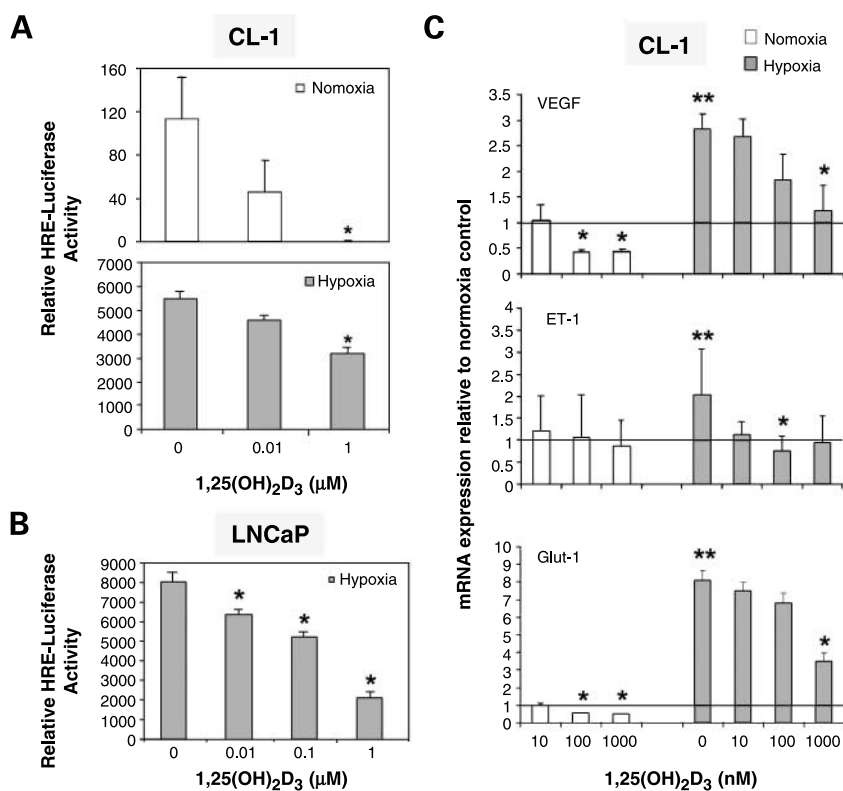 A
CL-1
Relative HRE-Luciferase
Activity
160
120
80
40
0
Nomoxia
*
7000
6000
5000
4000
3000
2000
1000
0
Hypoxia
*
0 0.01 1
1,25(OH)2D3 (µM)
B
LNCaP
Relative HRE-Luciferase
Activity
9000
8000
7000
6000
5000
4000
3000
2000
1000
0
Hypoxia
*
*
*
0 0.01 0.1 1
1,25(OH)2D3 (µM)
C
CL-1
Nomoxia
Hypoxia
mRNA expression relative to normoxia control
VEGF
3.5
3
2.5
2
1.5
1
0.5
0
* * ** *
ET-1
4
3.5
3
2.5
2
1.5
1
0.5
0
** *
Glut-1
10
9
8
7
6
5
4
3
2
1
0
* * ** *
10 100 1000 0 10 100 1000
1,25(OH)2D3 (nM)